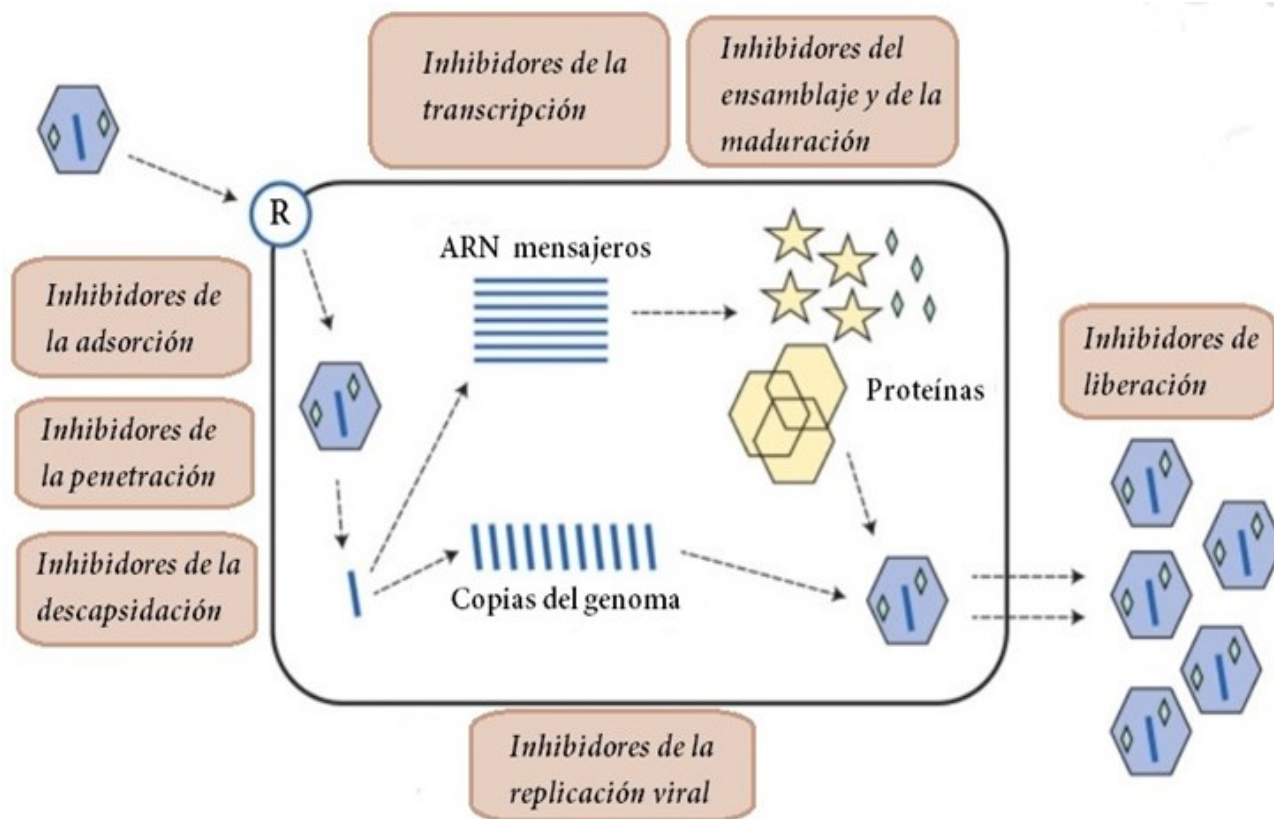 Inhibidores de la
transcripción
Inhibidores del
ensamblaje y de la
maduración
R
ARN mensajeros
Inhibidores de
la adsorción
Inhibidores de
liberación
Proteínas
Inhibidores de
la penetración
Inhibidores de la
descapsidación
Copias del genoma
Inhibidores de la
replicación viral